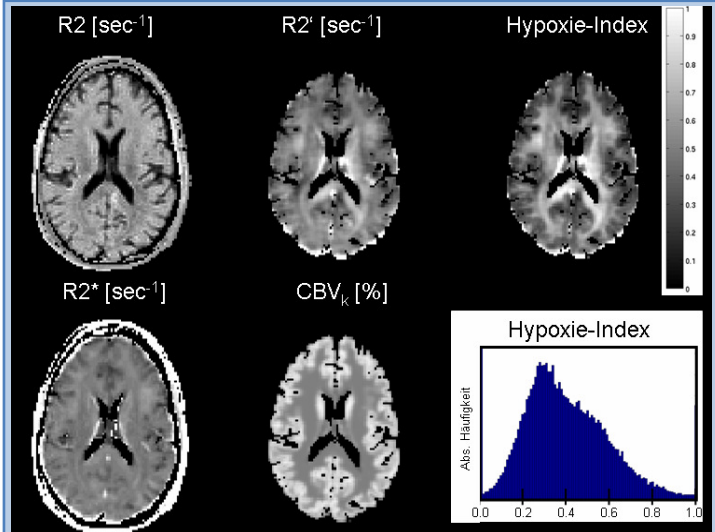 R2 [sec-1]
R2‘ [sec-1]
Hypoxie-Index
1
0.9
0.8
0.7
0.6
0.5
0.4
0.3
0.2
0.1
0
R2* [sec-1]
CBVk [%]
Hypoxie-Index
Abs. Häufigkeit
0.0 0.2 0.4 0.6 0.8 1.0